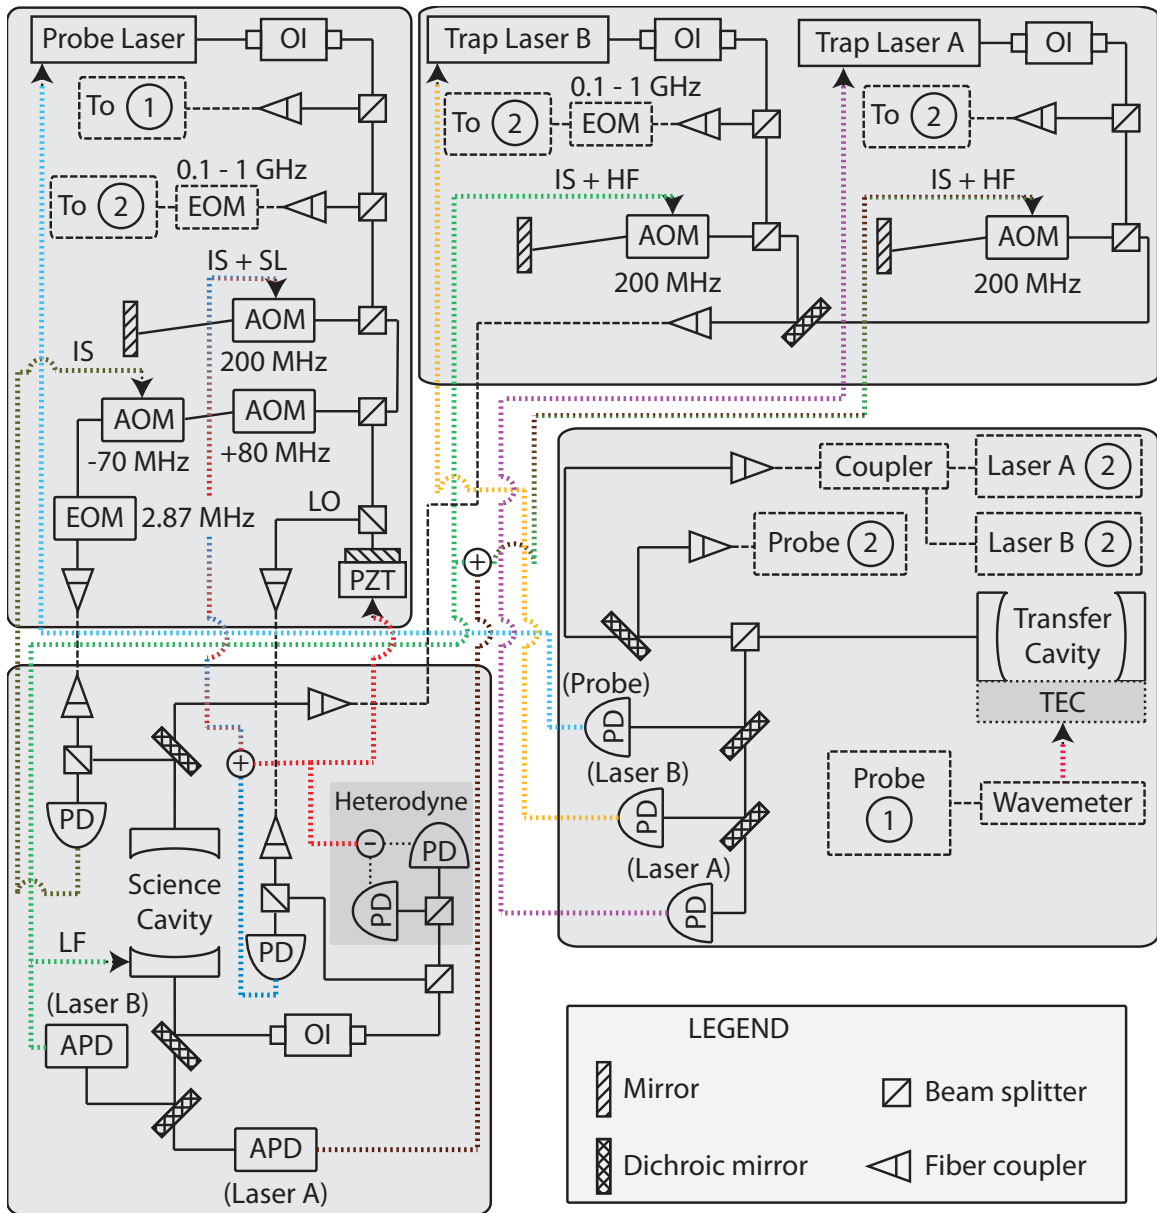 Probe Laser
OI
To 1
0.1 - 1 GHz
To 2
EOM
IS + SL
AOM
200 MHz
IS
AOM
AOM
-70 MHz
+80 MHz
EOM
2.87 MHz
LO
PZT
Trap Laser B
OI
Trap Laser A
OI
0.1 - 1 GHz
To 2
EOM
To 2
IS + HF
IS + HF
AOM
AOM
200 MHz
200 MHz
+
Coupler
Laser A 2
Probe 2
Laser B 2
Transfer
Cavity
TEC
(Probe)
PD
(Laser B)
PD
(Laser A)
PD
Probe
1
Wavemeter
+
PD
Heterodyne
-
PD
PD
Science
Cavity
PD
LF
(Laser B)
APD
OI
APD
(Laser A)
LEGEND
Mirror
Beam splitter
Dichroic mirror
Fiber coupler